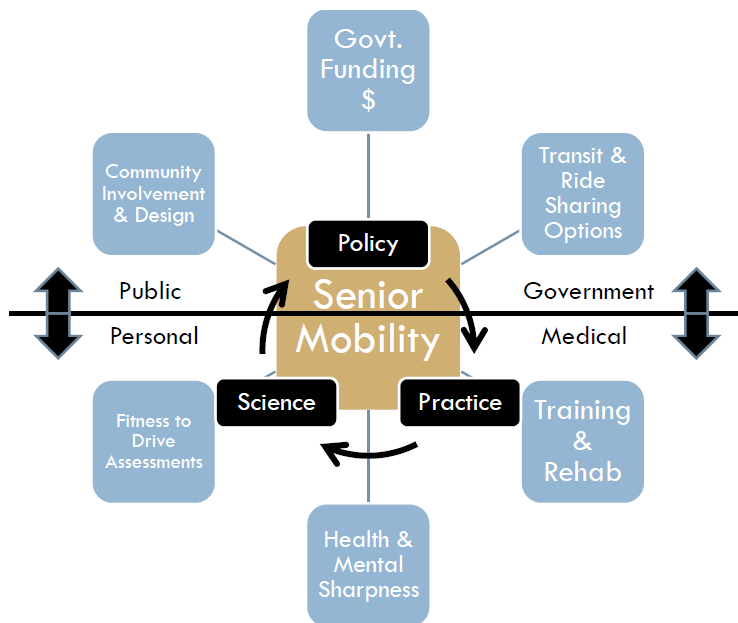 Govt.
Funding
$
Community
Involvement
& Design
Transit &
Ride
Sharing
Options
Policy
Public
Government
Senior
Mobility
Personal
Medical
Science
Practice
Fitness to
Drive
Assessments
Training
&
Rehab
Health &
Mental
Sharpness